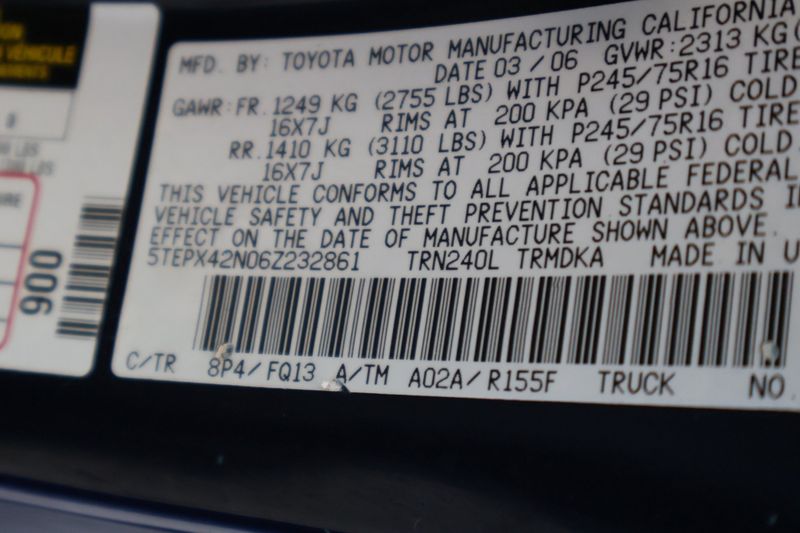 VÉHICULE
900
MFD. BY: TOYOTA MOTOR MANUFACTURING CALIFORNIA
DATE 03/06 GVWR:2313 KG(
GAWR:FR.1249 KG (2755 LBS) WITH P245/75R16 TIRE
16X7J RIMS AT 200 KPA (29 PSI) COLD
RR.1410 KG (3110 LBS) WITH P245/75R16 TIRE
16X7J RIMS AT 200 KPA (29 PSI) COLD.
THIS VEHICLE CONFORMS TO ALL APPLICABLE FEDERAL
VEHICLE SAFETY AND THEFT PREVENTION STANDARDS I
EFFECT ON THE DATE OF MANUFACTURE SHOWN ABOVE.
5TEPX42N06Z232861 TRN240L TRMDKA MADE IN U
C/TR 8P4/FQ13 A/TM A02A/R155F TRUCK NO.